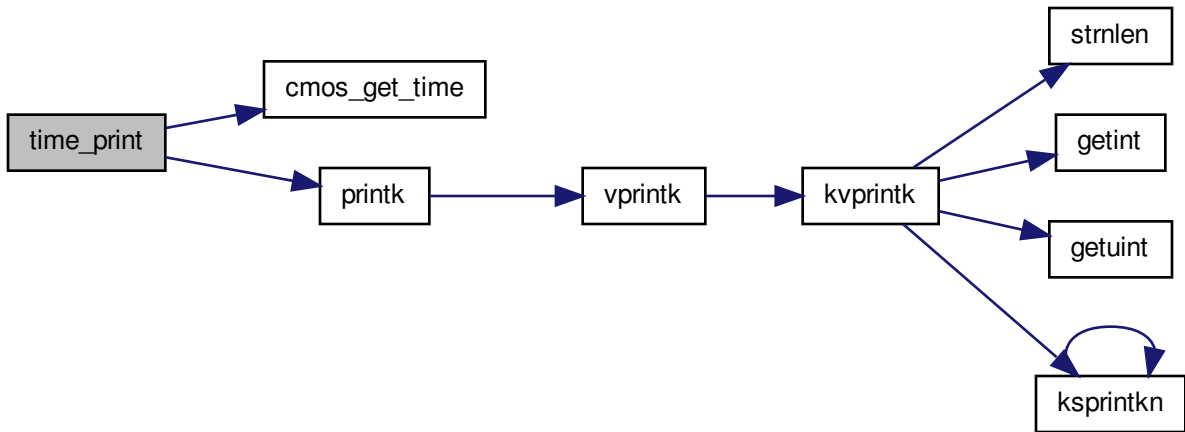 time_print
cmos_get_time
printk
vprintk
kvprintk
strnlen
getint
getuint
ksprintkn